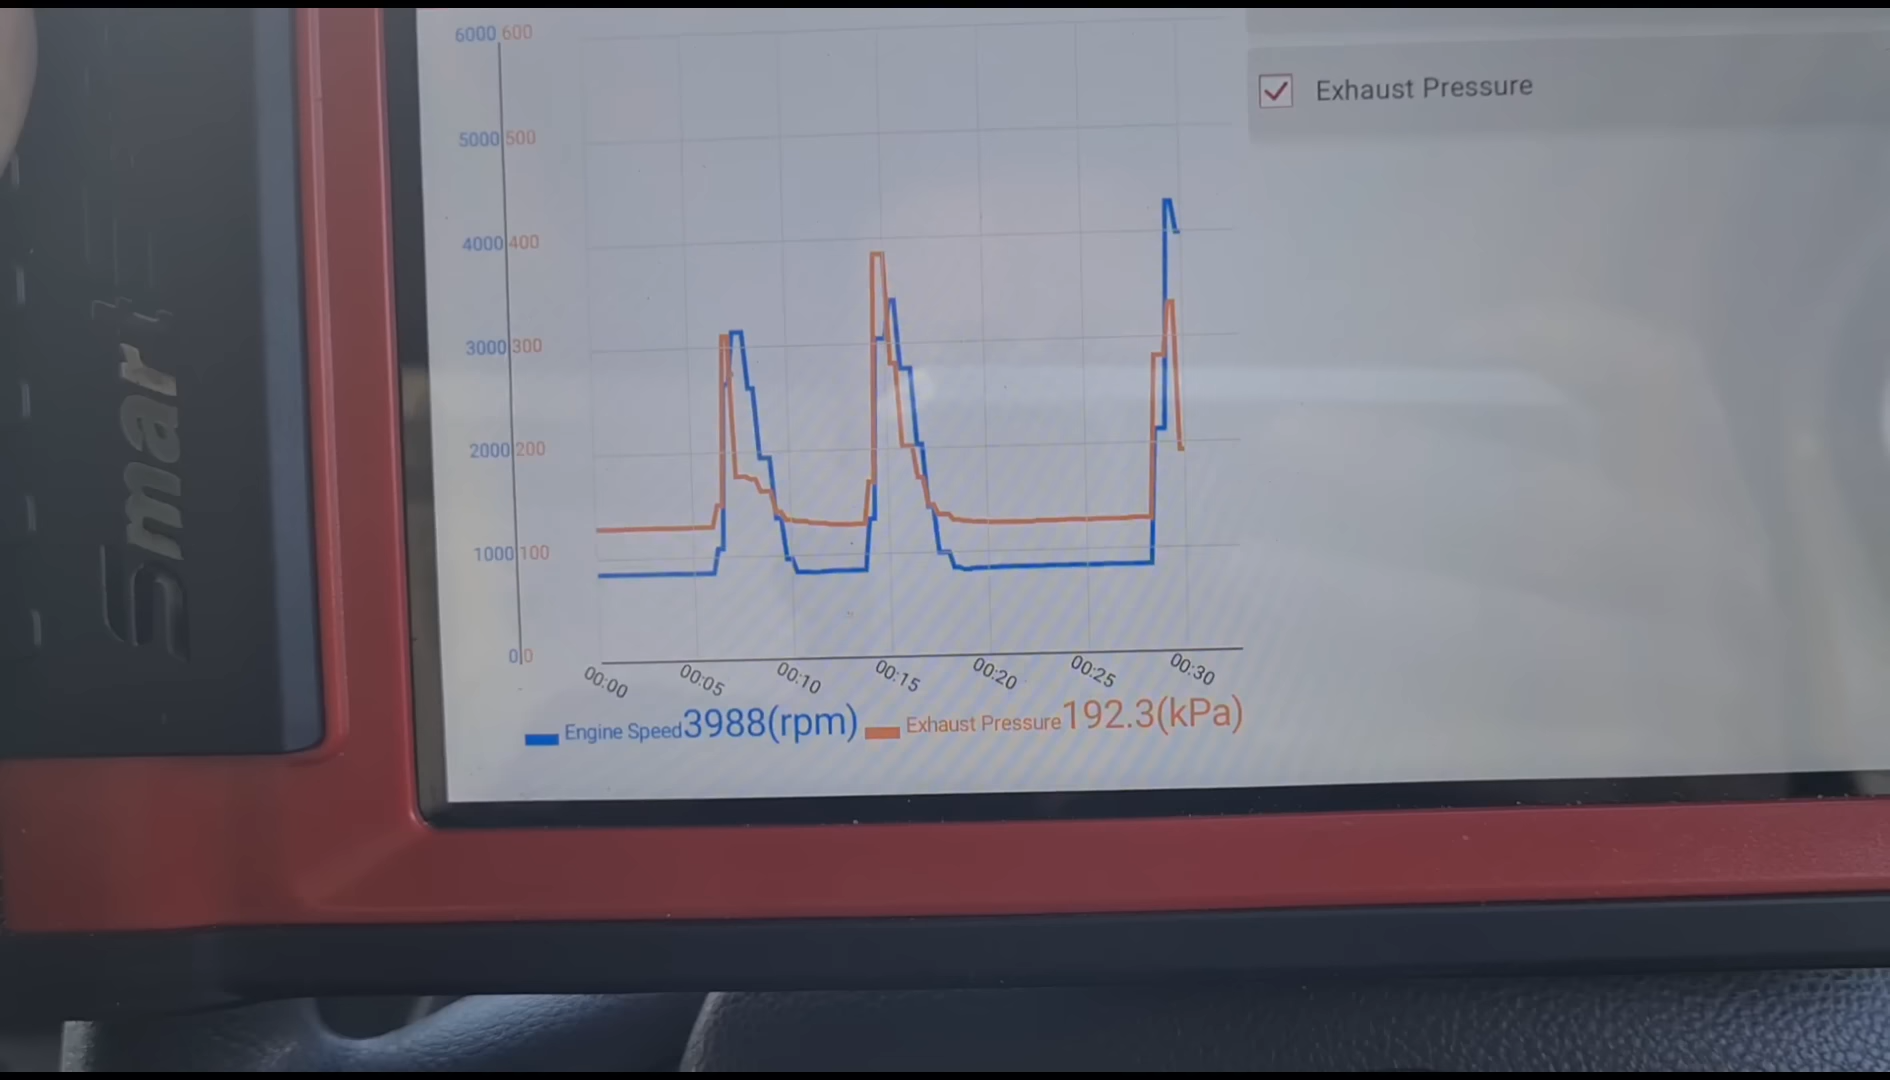 6000 600
Exhaust Pressure
5000 500
4000 400
3000 300
2000 200
1000 100
0 0
00:00 00:05 00:10 00:15 00:20 00:25 00:30
Engine Speed 3988(rpm) Exhaust Pressure 192.3(kPa)
Smar